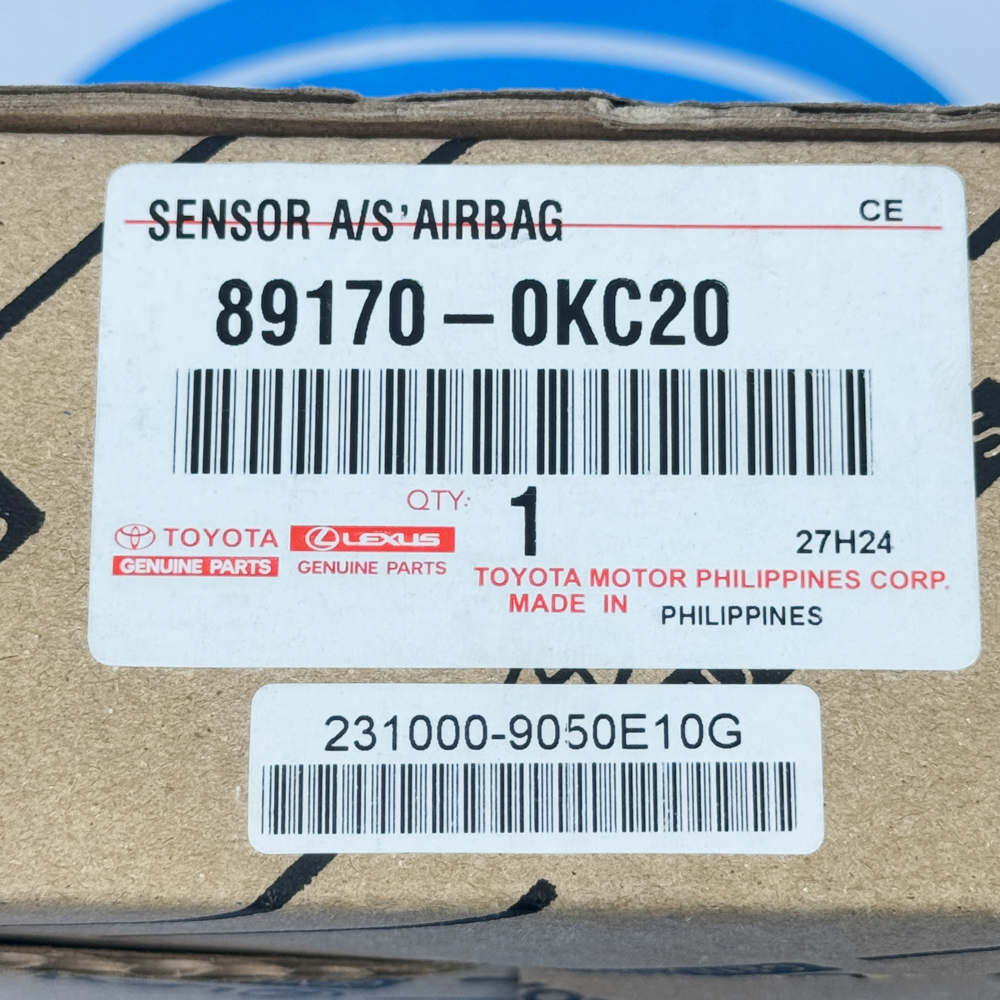 SENSOR A/S'AIRBAG
CE
89170-0KC20
QTY: 1
TOYOTA
LEXUS
27H24
GENUINE PARTS
GENUINE PARTS
TOYOTA MOTOR PHILIPPINES CORP.
MADE IN PHILIPPINES
231000-9050E10G